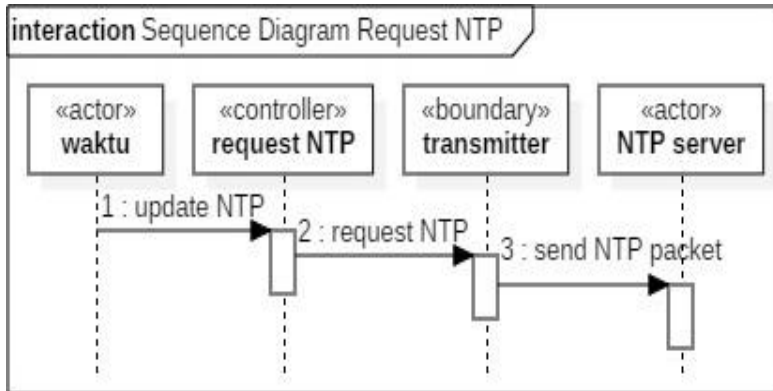 interaction Sequence Diagram Request NTP
«actor»
waktu
«controller»
request NTP
«boundary»
transmitter
«actor»
NTP server
1 : update NTP
2 : request NTP
3 : send NTP packet